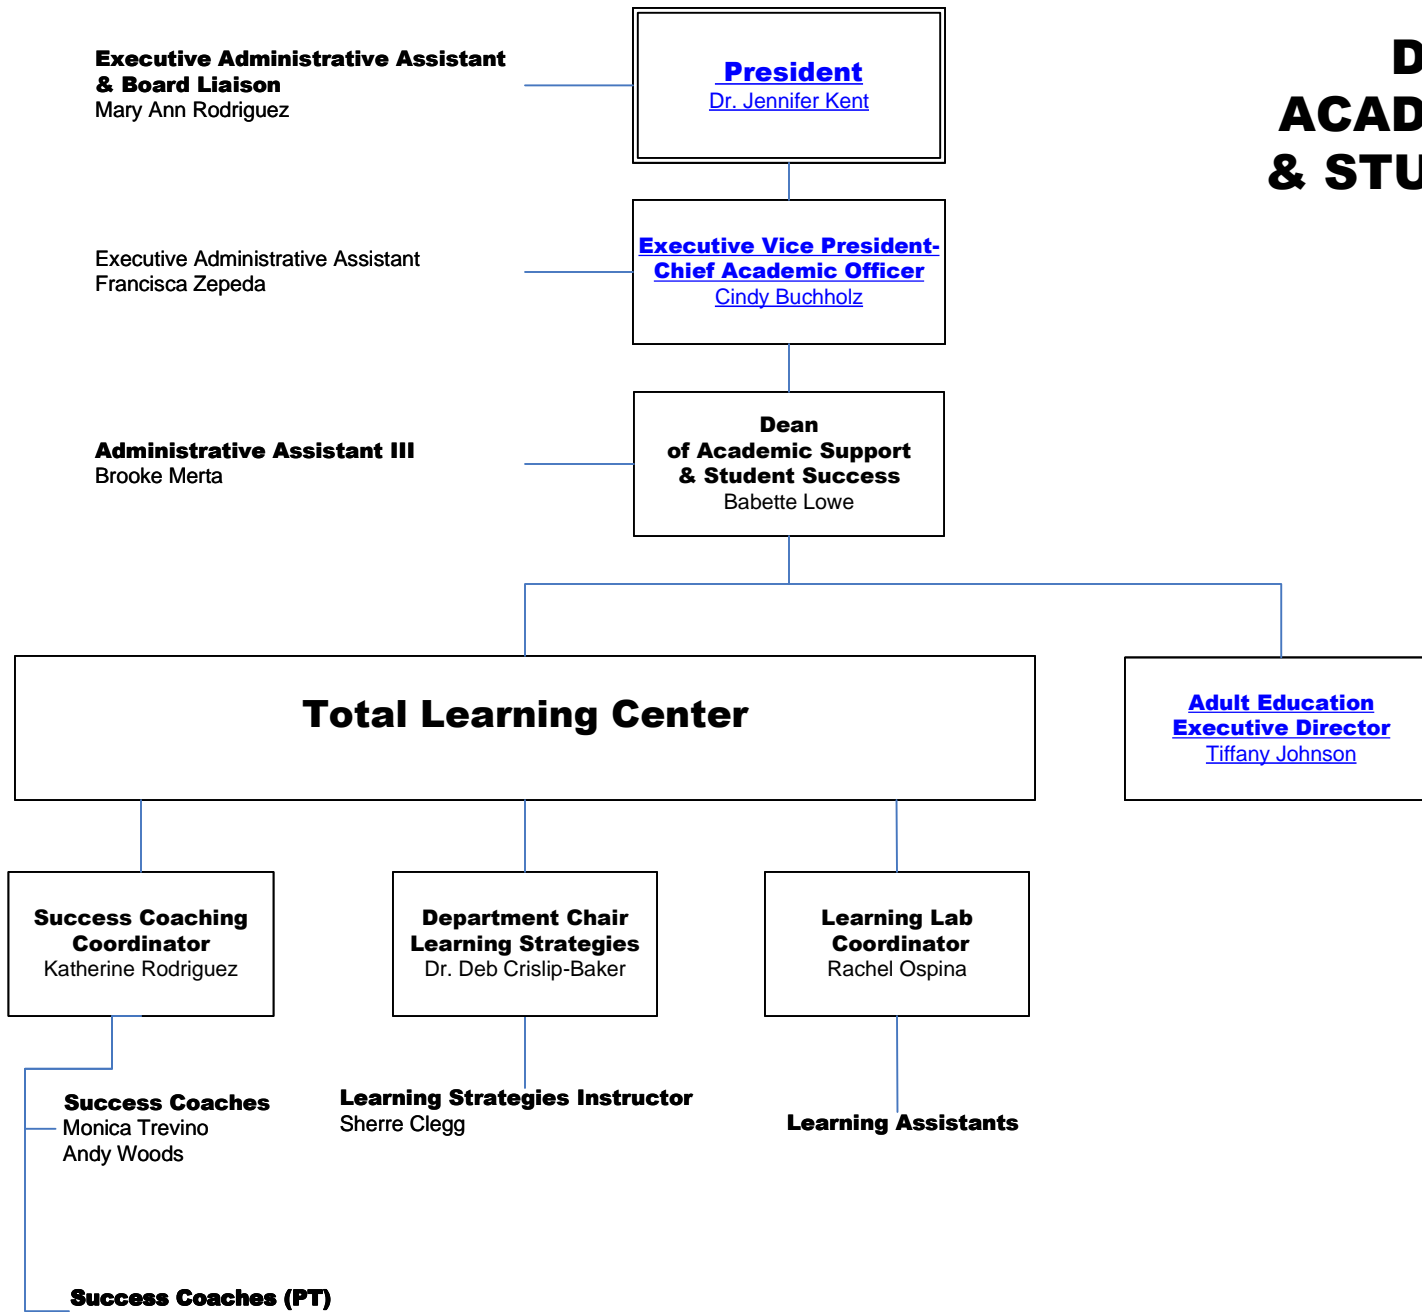 Executive Administrative Assistant
& Board Liaison
Mary Ann Rodriguez
President
Dr. Jennifer Kent
D
ACAD
& STU
Executive Administrative Assistant
Francisca Zepeda
Executive Vice President-
Chief Academic Officer
Cindy Buchholz
Administrative Assistant III
Brooke Merta
Dean
of Academic Support
& Student Success
Babette Lowe
Total Learning Center
Adult Education
Executive Director
Tiffany Johnson
Success Coaching
Coordinator
Katherine Rodriguez
Department Chair
Learning Strategies
Dr. Deb Crislip-Baker
Learning Lab
Coordinator
Rachel Ospina
Success Coaches
Monica Trevino
Andy Woods
Learning Strategies Instructor
Sherre Clegg
Learning Assistants
Success Coaches (PT)